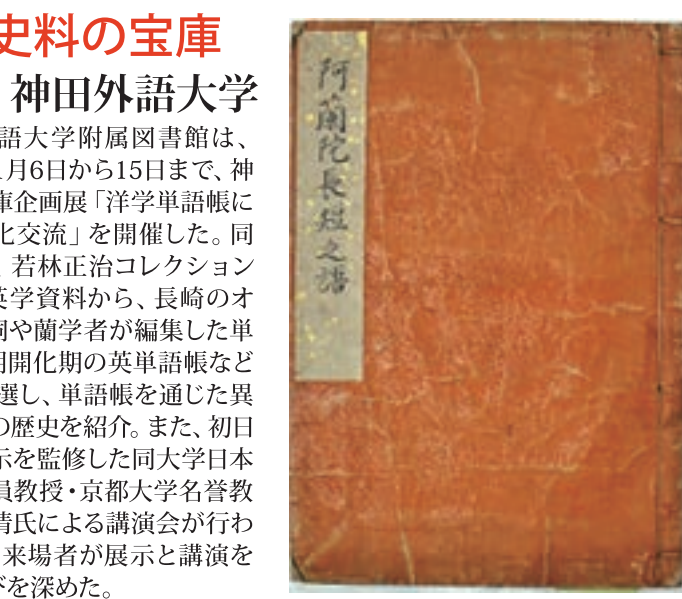 史料の宝庫
神田外語大学
語大学附属図書館は、
月6日から15日まで、神
庫企画展「洋学単語帳に
化交流」を開催した。同
、若林正治コレクション
英学資料から、長崎のオ
詞や蘭学者が編集した単
明開化期の英単語帳など
選し、単語帳を通じた異
の歴史を紹介。また、初日
示を監修した同大学日本
員教授・京都大学名誉教
清氏による講演会が行わ
来場者が展示と講演を
びを深めた。
阿蘭陀長短之語